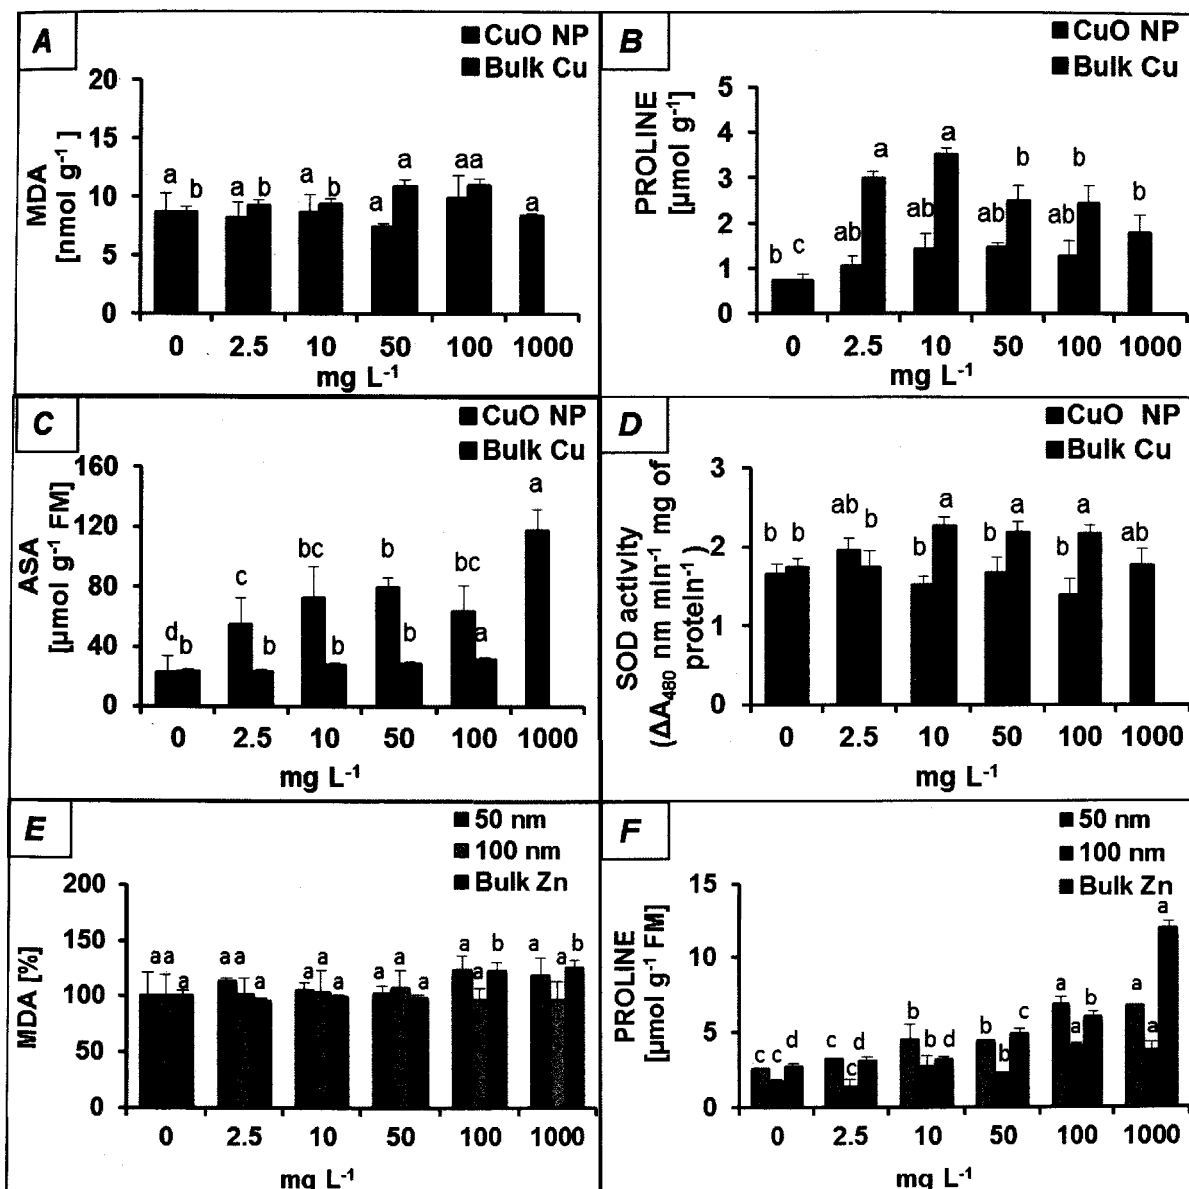 A
CuO NP
Bulk Cu
MDA
[nmol g-1 ]
20
15
10
5
0
a b a b a b a a aa a
0 2.5 10 50 100 1000
mg L-1
B
CuO NP
Bulk Cu
PROLINE
[µmol g-1]
5
4
3
2
1
0
b c ab a ab a ab b ab b b
0 2.5 10 50 100 1000
mg L-1
C
CuO NP
Bulk Cu
ASA
[µmol g-1 FM]
160
120
80
40
0
d b c b bc b b b bc a a
0 2.5 10 50 100 1000
mg L-1
D
CuO NP
Bulk Cu
SOD activity
(ΔA480 nm min-1 mg of
protein-1 )
3
2
1
0
b b ab b b a b a b a ab
0 2.5 10 50 100 1000
mg L-1
E
50 nm
100 nm
Bulk Zn
MDA [%]
200
150
100
50
0
aa a aa a a a a a a a a a b a a b
0 2.5 10 50 100 1000
mg L-1
F
50 nm
100 nm
Bulk Zn
PROLINE
[µmol g-1 FM]
15
10
5
0
c c d c c d b b d b b c a a b a a a
0 2.5 10 50 100 1000
mg L-1